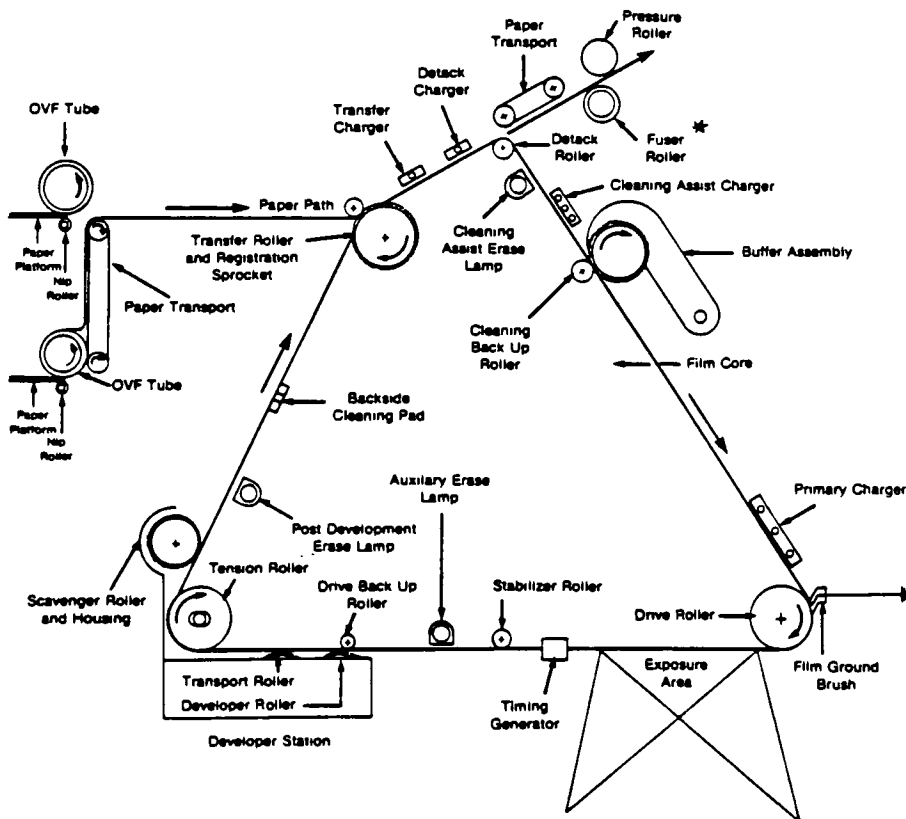 Pressure
Roller
Paper
Transport
Detack
Charger
OVF Tube
Transfer
Charger
Fuser
Roller *
Detack
Roller
Cleaning Assist Charger
Paper Path
Cleaning
Assist Erase
Lamp
Transfer Roller
and Registration
Sprocket
Paper
Platform
Nip
Roller
Buffer Assembly
Paper Transport
Cleaning
Back Up
Roller
Film Core
OVF Tube
Backside
Cleaning Pad
Paper
Platform
Nip
Roller
Auxilary Erase
Lamp
Primary Charger
Post Development
Erase Lamp
Tension Roller
Scavenger Roller
and Housing
Drive Back Up
Roller
Stabilizer Roller
Drive Roller
Transport Roller
Developer Roller
Exposure
Area
Film Ground
Brush
Timing
Generator
Developer Station